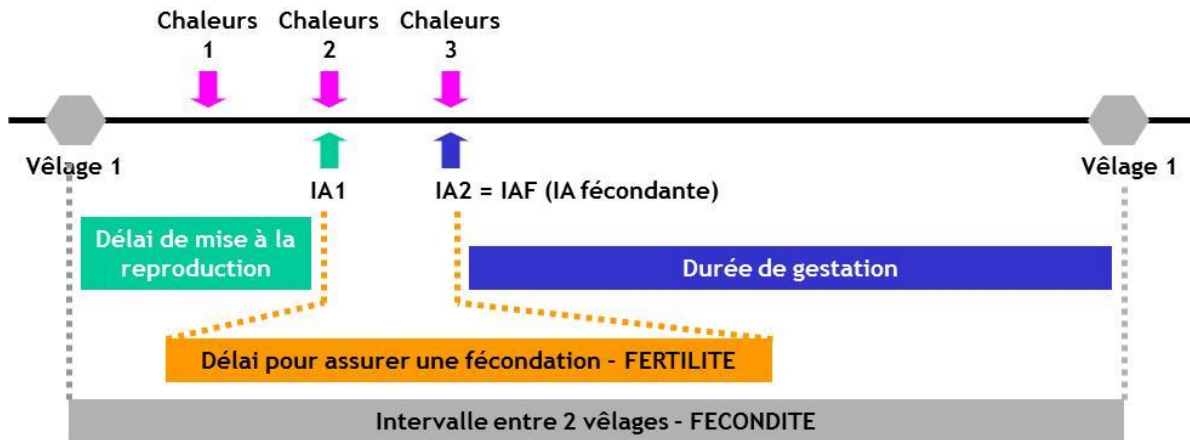 Chaleurs
1
Chaleurs
2
Chaleurs
3
Vêlage 1
Vêlage 1
IA1
IA2 = IAF (IA fécondante)
Délai de mise à la
reproduction
Durée de gestation
Délai pour assurer une fécondation - FERTILITE
Intervalle entre 2 vêlages - FECONDITE